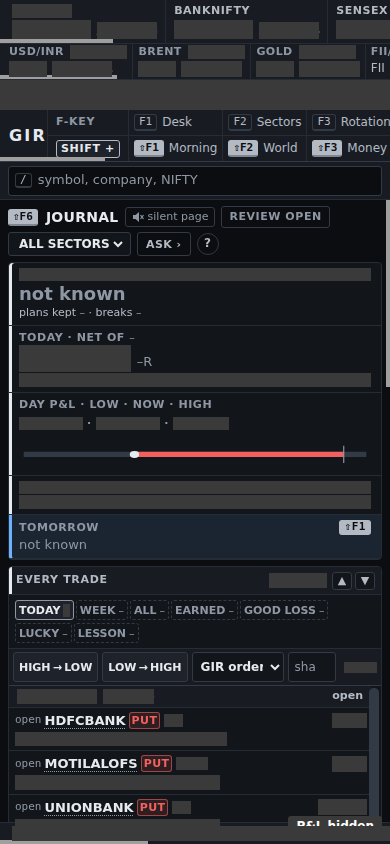 BANKNIFTY
SENSEX
USD/INR
BRENT
GOLD
FII/
FII
GIR
F-KEY
F1 Desk
F2 Sectors
F3 Rotation
SHIFT +
⇧F1 Morning
⇧F2 World
⇧F3 Money
/ symbol, company, NIFTY
⇧F6 JOURNAL silent page REVIEW OPEN
ALL SECTORS ASK › ?
not known
plans kept – · breaks –
TODAY · NET OF –
–R
DAY P&L · LOW · NOW · HIGH
· ·
TOMORROW ⇧F1
not known
EVERY TRADE ▲ ▼
TODAY WEEK – ALL – EARNED – GOOD LOSS –
LUCKY – LESSON –
HIGH→LOW LOW→HIGH GIR order sha
open
open HDFCBANK PUT
open MOTILALOFS PUT
open UNIONBANK PUT